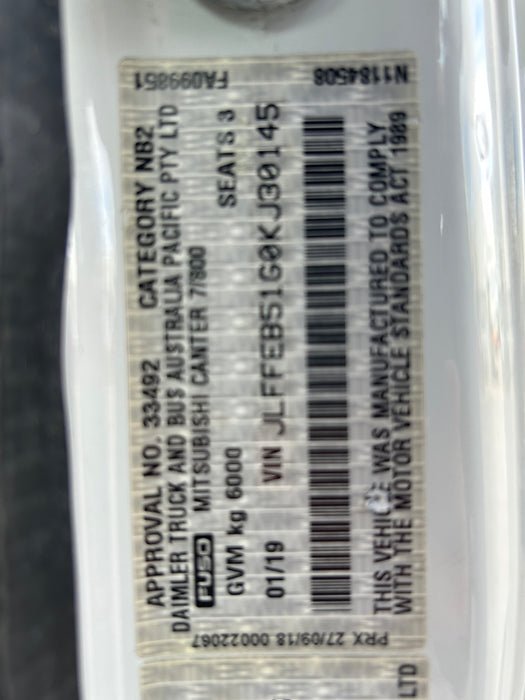 APPROVAL NO. 33492 CATEGORY NB2
DAIMLER TRUCK AND BUS AUSTRALIA PACIFIC PTY LTD
FUSO MITSUBISHI CANTER 7/800
GVM kg 6000 SEATS 3
01/19 VIN JLFFEB51G0KJ30145
THIS VEHICLE WAS MANUFACTURED TO COMPLY
WITH THE MOTOR VEHICLE STANDARDS ACT 1989
FA099851
N1184508
PRX 27/09/18 00022067
LTD